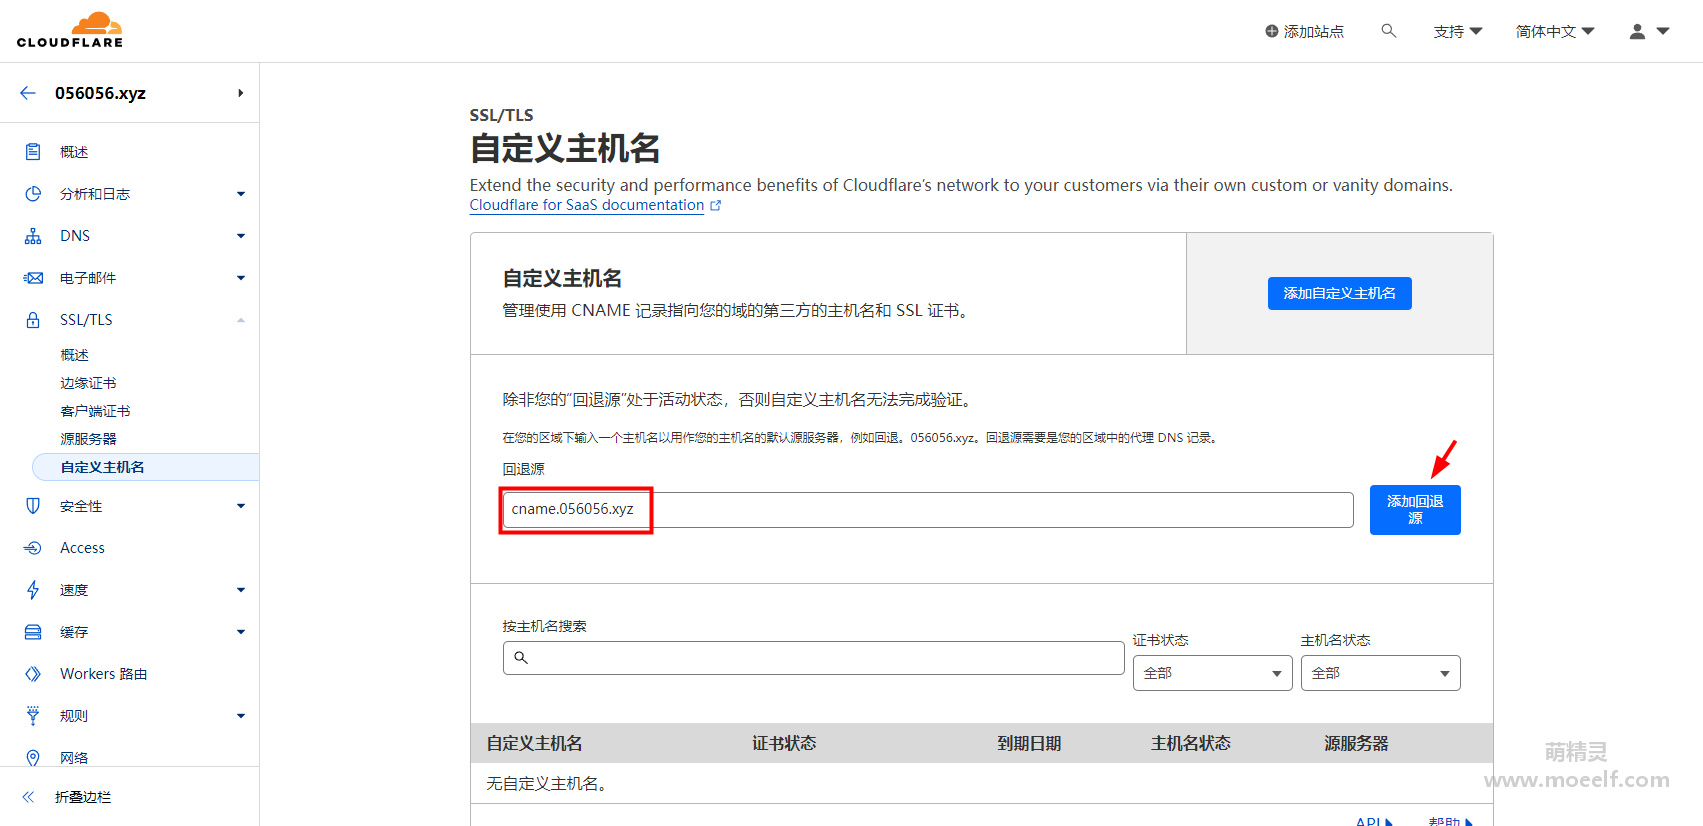 CLOUDFLARE
添加站点
支持
简体中文
056056.xyz
概述
分析和日志
DNS
电子邮件
SSL/TLS
概述
边缘证书
客户端证书
源服务器
自定义主机名
安全性
Access
速度
缓存
Workers 路由
规则
网络
折叠边栏
SSL/TLS
自定义主机名
Extend the security and performance benefits of Cloudflare's network to your customers via their own custom or vanity domains.
Cloudflare for SaaS documentation
自定义主机名
管理使用 CNAME 记录指向您的域的第三方的主机名和 SSL 证书。
添加自定义主机名
除非您的“回退源”处于活动状态，否则自定义主机名无法完成验证。
在您的区域下输入一个主机名以用作您的主机名的默认源服务器，例如回退。056056.xyz。回退源需要是您的区域中的代理 DNS 记录。
回退源
cname.056056.xyz
添加回退
源
按主机名搜索
证书状态
主机名状态
全部
全部
自定义主机名 证书状态 到期日期 主机名状态 源服务器
无自定义主机名。
API
帮助
萌精灵
www.moeelf.com